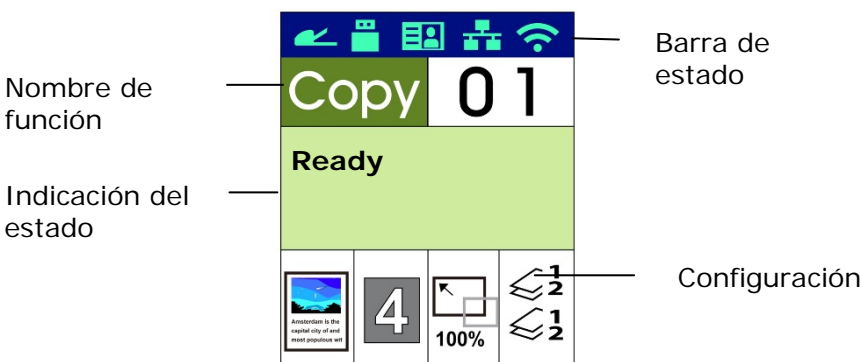 Barra de
estado
Copy 01
Nombre de
función
Ready
Indicación del
estado
Configuración
Amsterdam is the
capital city of and
most populous wit
4
100%
1
2
1
2